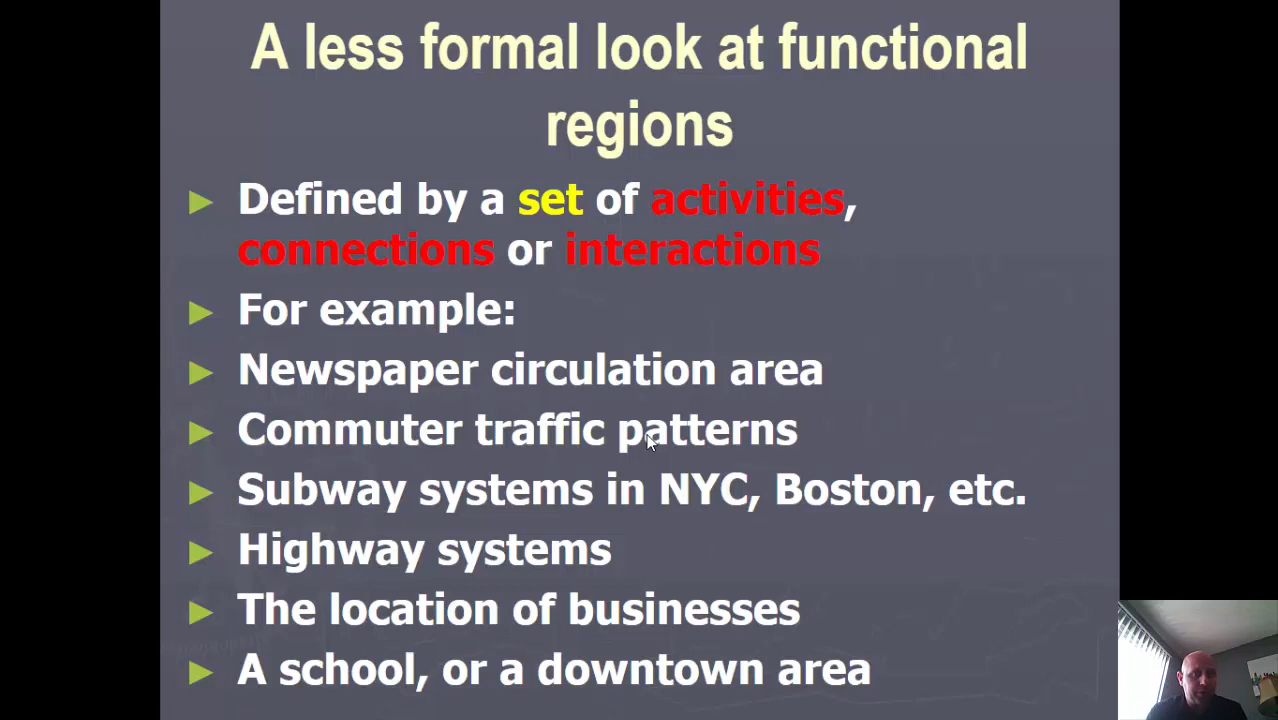 A less formal look at functional
regions
Defined by a set of activities,
connections or interactions
For example:
Newspaper circulation area
Commuter traffic patterns
Subway systems in NYC, Boston, etc.
Highway systems
The location of businesses
A school, or a downtown area